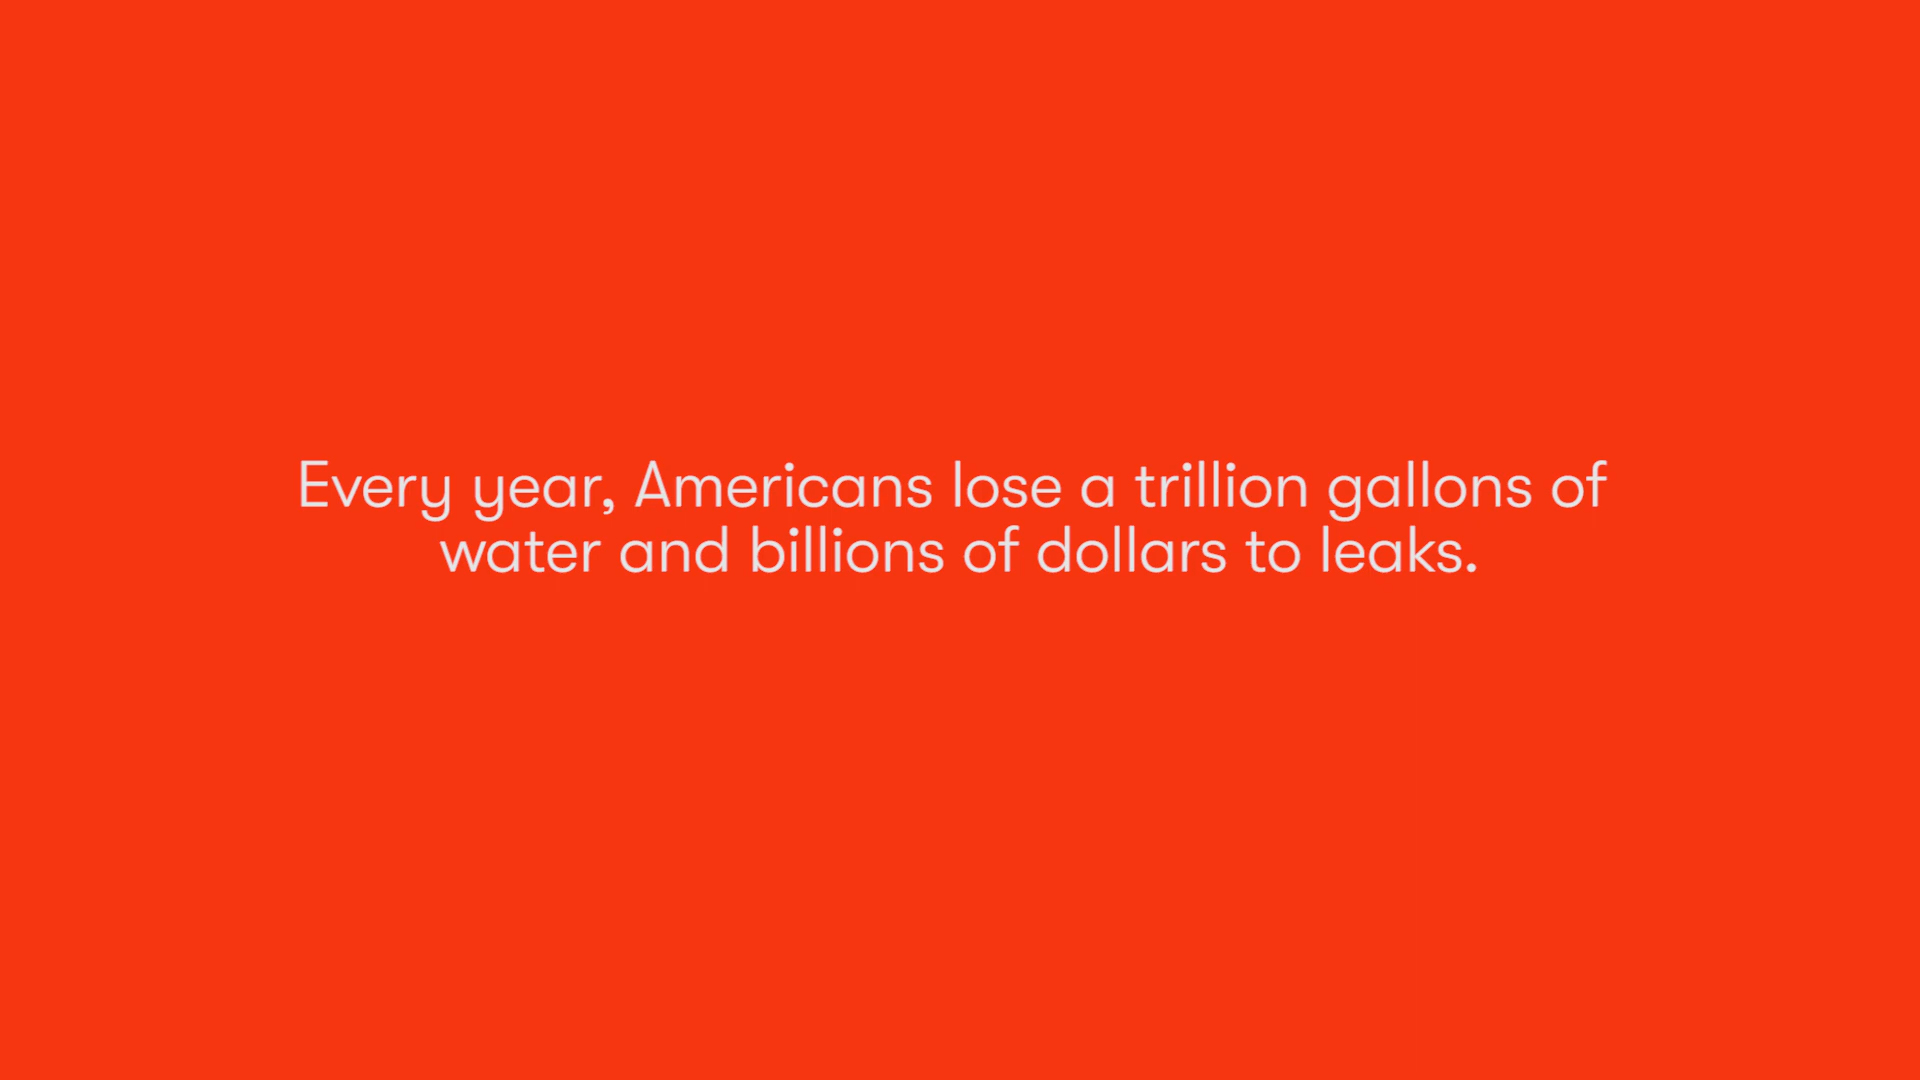 Every year, Americans lose a trillion gallons of
water and billions of dollars to leaks.